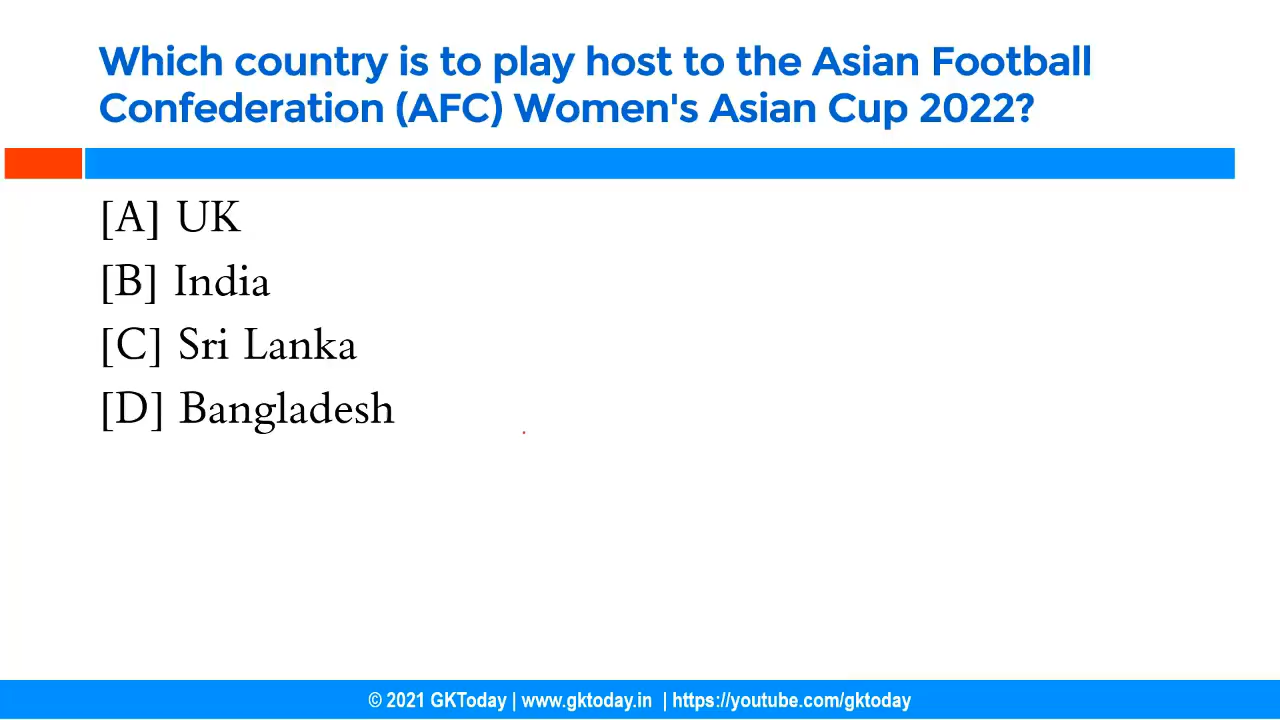 Which country is to play host to the Asian Football
Confederation (AFC) Women's Asian Cup 2022?
[A] UK
[B] India
[C] Sri Lanka
[D] Bangladesh
© 2021 GKToday | www.gktoday.in | https://youtube.com/gktoday